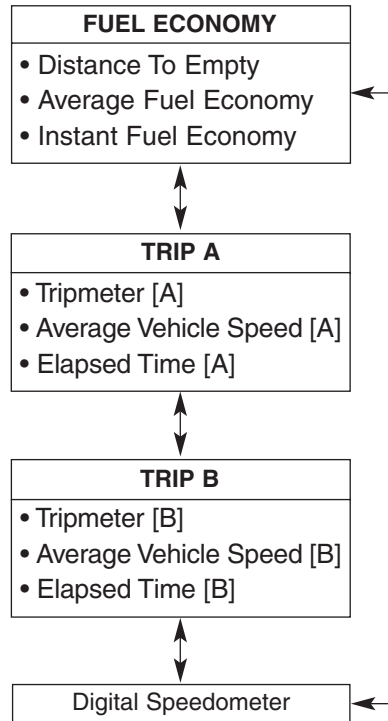 FUEL ECONOMY
• Distance To Empty
• Average Fuel Economy
• Instant Fuel Economy
TRIP A
• Tripmeter [A]
• Average Vehicle Speed [A]
• Elapsed Time [A]
TRIP B
• Tripmeter [B]
• Average Vehicle Speed [B]
• Elapsed Time [B]
Digital Speedometer